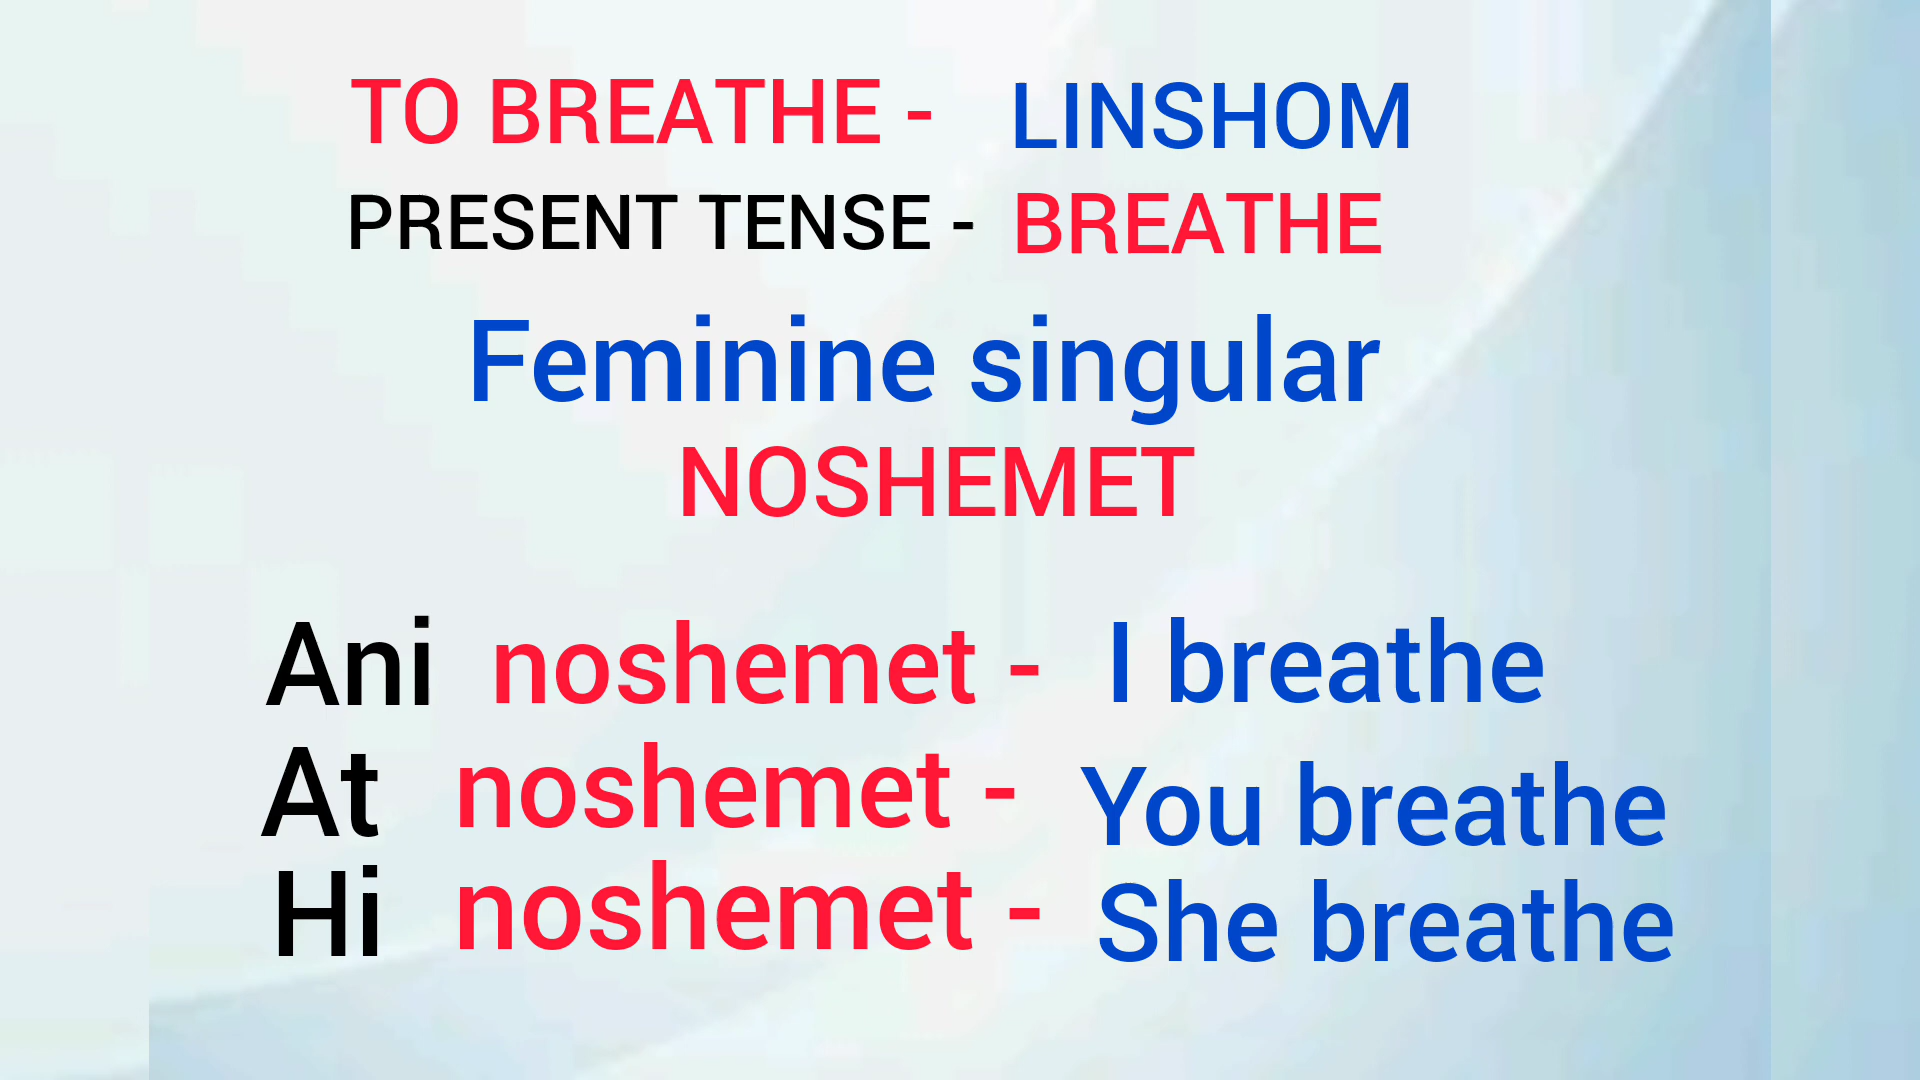 TO BREATHE - LINSHOM
PRESENT TENSE - BREATHE
Feminine singular
NOSHEMET
Ani noshemet - I breathe
At noshemet - You breathe
Hi noshemet - She breathe